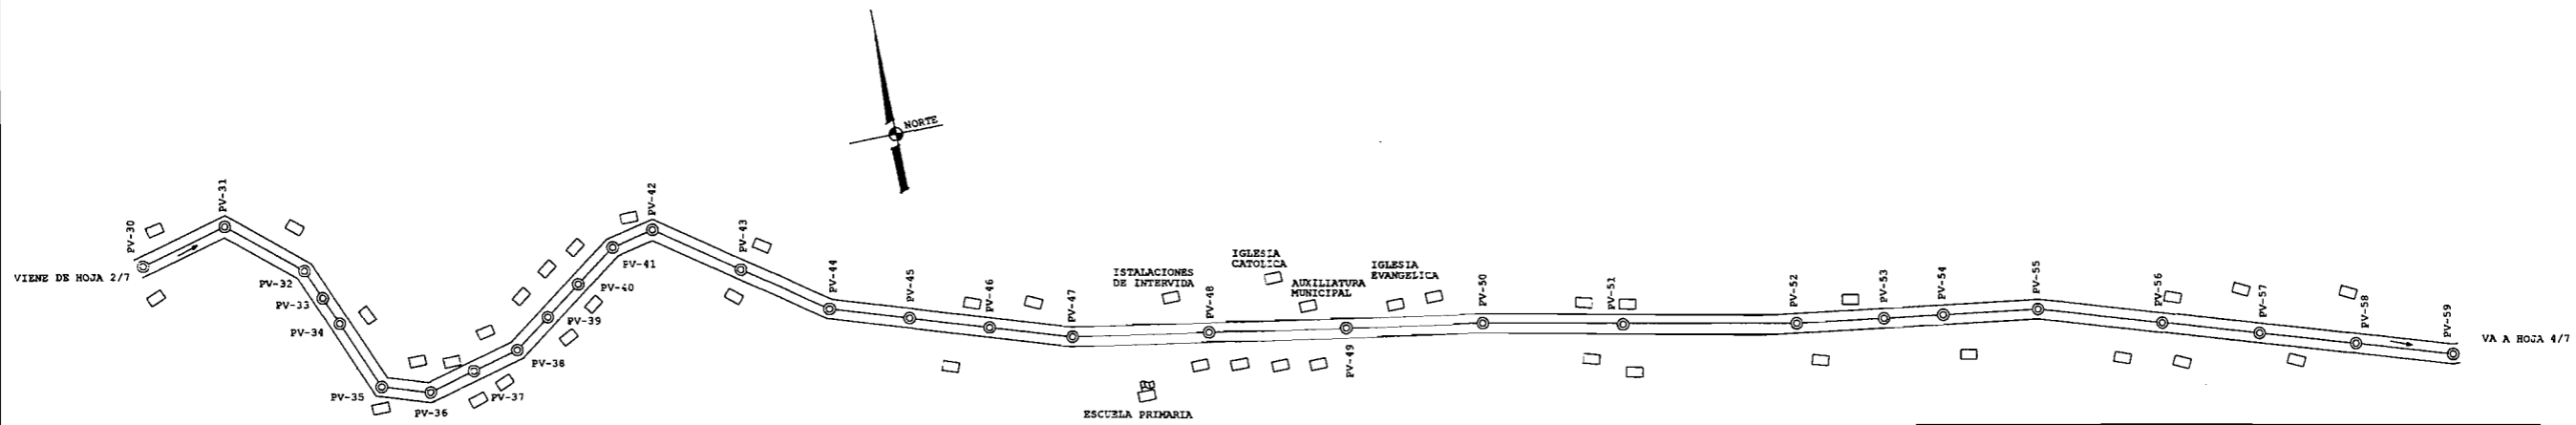 NORTE
VIENE DE HOJA 2/7
PV-30
PV-31
PV-32
PV-33
PV-34
PV-35
PV-36
PV-37
PV-38
PV-39
PV-40
PV-41
PV-42
PV-43
PV-44
PV-45
PV-46
PV-47
ISTALACIONES
DE INTERVIDA
ESCUELA PRIMARIA
PV-48
IGLESIA
CATOLICA
AUXILIATURA
MUNICIPAL
PV-49
IGLESIA
EVANGELICA
PV-50
PV-51
PV-52
PV-53
PV-54
PV-55
PV-56
PV-57
PV-58
PV-59
VA A HOJA 4/7